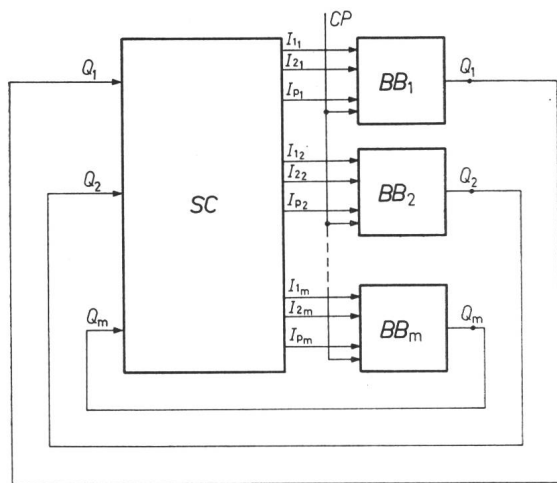 CP
Q₁
I₁₁
I₂₁
Iₚ₁
BB₁
Q₁
Q₂
SC
I₁₂
I₂₂
Iₚ₂
BB₂
Q₂
Qₘ
I₁ₘ
I₂ₘ
Iₚₘ
BBₘ
Qₘ